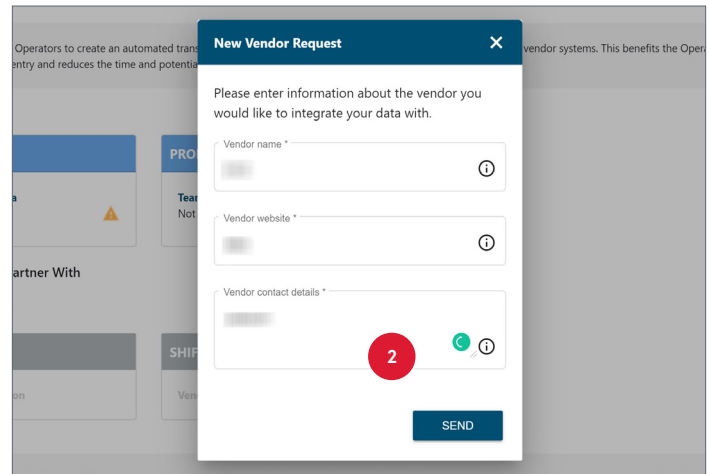 Operators to create an automated trans
vendor systems. This benefits the Oper
entry and reduces the time and potentia
New Vendor Request
Please enter information about the vendor you
would like to integrate your data with.
Vendor name *
Vendor website *
Vendor contact details *
2
SEND
PRO
a
Tear
Not
artner With
SHIF
on
Ven